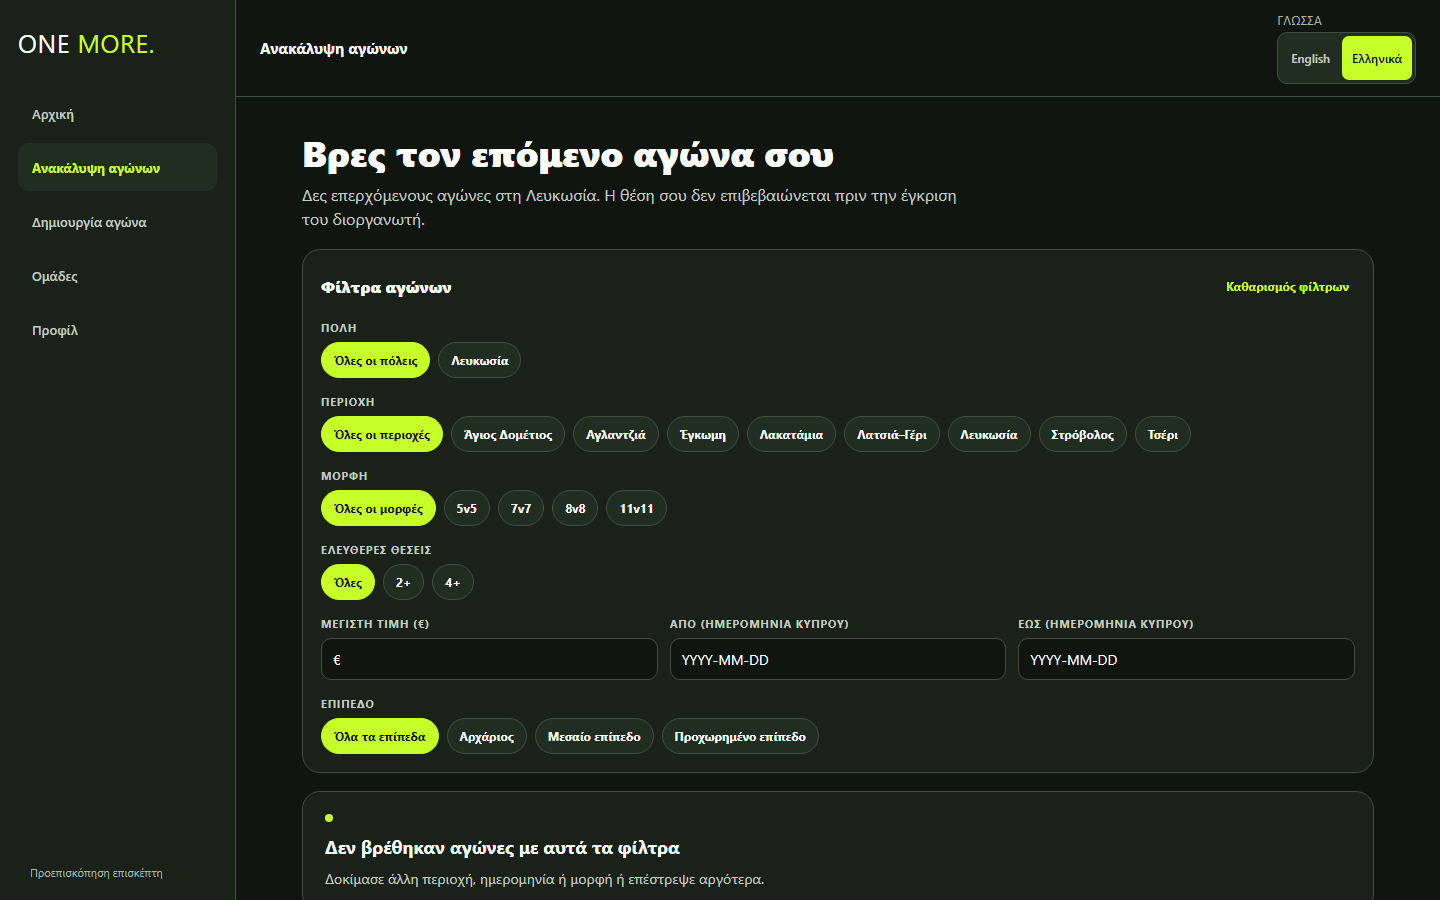 ONE MORE.
Αρχική
Ανακάλυψη αγώνων
Δημιουργία αγώνα
Ομάδες
Προφίλ
Προεπισκόπηση επισκέπτη
Ανακάλυψη αγώνων
ΓΛΩΣΣΑ
English Ελληνικά
Βρες τον επόμενο αγώνα σου
Δες επερχόμενους αγώνες στη Λευκωσία. Η θέση σου δεν επιβεβαιώνεται πριν την έγκριση
του διοργανωτή.
Φίλτρα αγώνων
Καθαρισμός φίλτρων
ΠΟΛΗ
Όλες οι πόλεις Λευκωσία
ΠΕΡΙΟΧΗ
Όλες οι περιοχές Άγιος Δομέτιος Αγλαντζιά Έγκωμη Λακατάμια Λατσιά–Γέρι Λευκωσία Στρόβολος Τσέρι
ΜΟΡΦΗ
Όλες οι μορφές 5v5 7v7 8v8 11v11
ΕΛΕΥΘΕΡΕΣ ΘΕΣΕΙΣ
Όλες 2+ 4+
ΜΕΓΙΣΤΗ ΤΙΜΗ (€) ΑΠΟ (ΗΜΕΡΟΜΗΝΙΑ ΚΥΠΡΟΥ) ΕΩΣ (ΗΜΕΡΟΜΗΝΙΑ ΚΥΠΡΟΥ)
€ YYYY-MM-DD YYYY-MM-DD
ΕΠΙΠΕΔΟ
Όλα τα επίπεδα Αρχάριος Μεσαίο επίπεδο Προχωρημένο επίπεδο
Δεν βρέθηκαν αγώνες με αυτά τα φίλτρα
Δοκίμασε άλλη περιοχή, ημερομηνία ή μορφή ή επέστρεψε αργότερα.